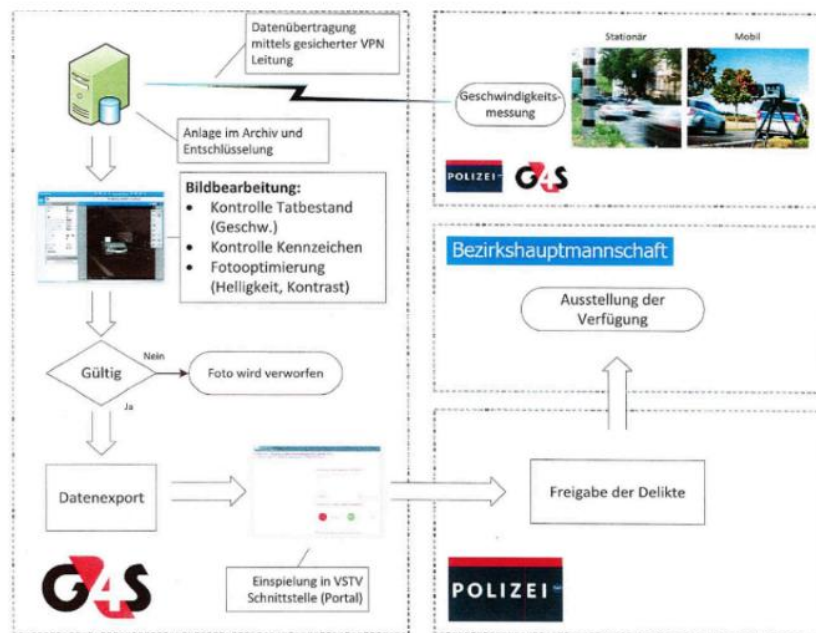 Datenübertragung
mittels gesicherter VPN
Leitung
Anlage im Archiv und
Entschlüsselung
Bildbearbeitung:
• Kontrolle Tatbestand
(Geschw.)
• Kontrolle Kennzeichen
• Fotooptimierung
(Helligkeit, Kontrast)
Gültig
Nein
Foto wird verworfen
Ja
Datenexport
Einspielung in VSTV
Schnittstelle (Portal)
G4S
Stationär
Mobil
Geschwindigkeits-
messung
POLIZEI
G4S
Bezirkshauptmannschaft
Ausstellung der
Verfügung
Freigabe der Delikte
POLIZEI